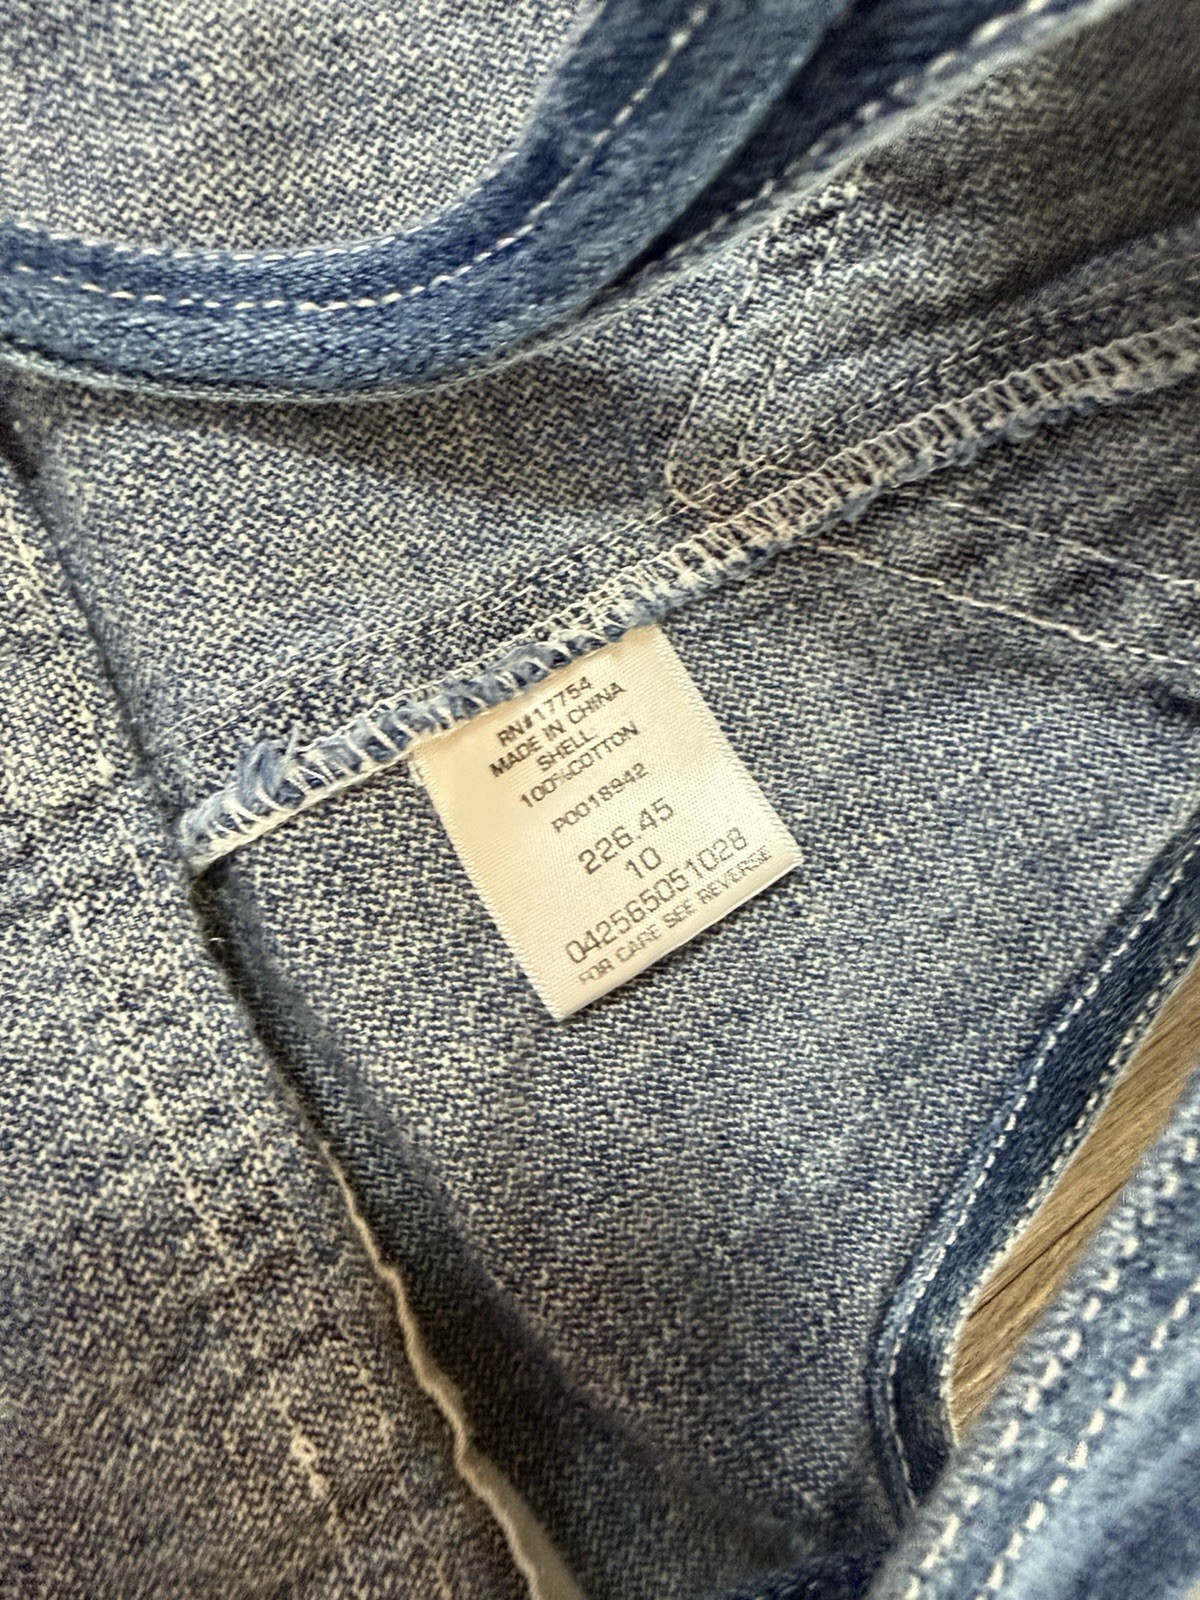 RN#17754
MADE IN CHINA
SHELL
100%COTTON
P0018942
226.45
10
042565051028
FOR CARE SEE REVERSE